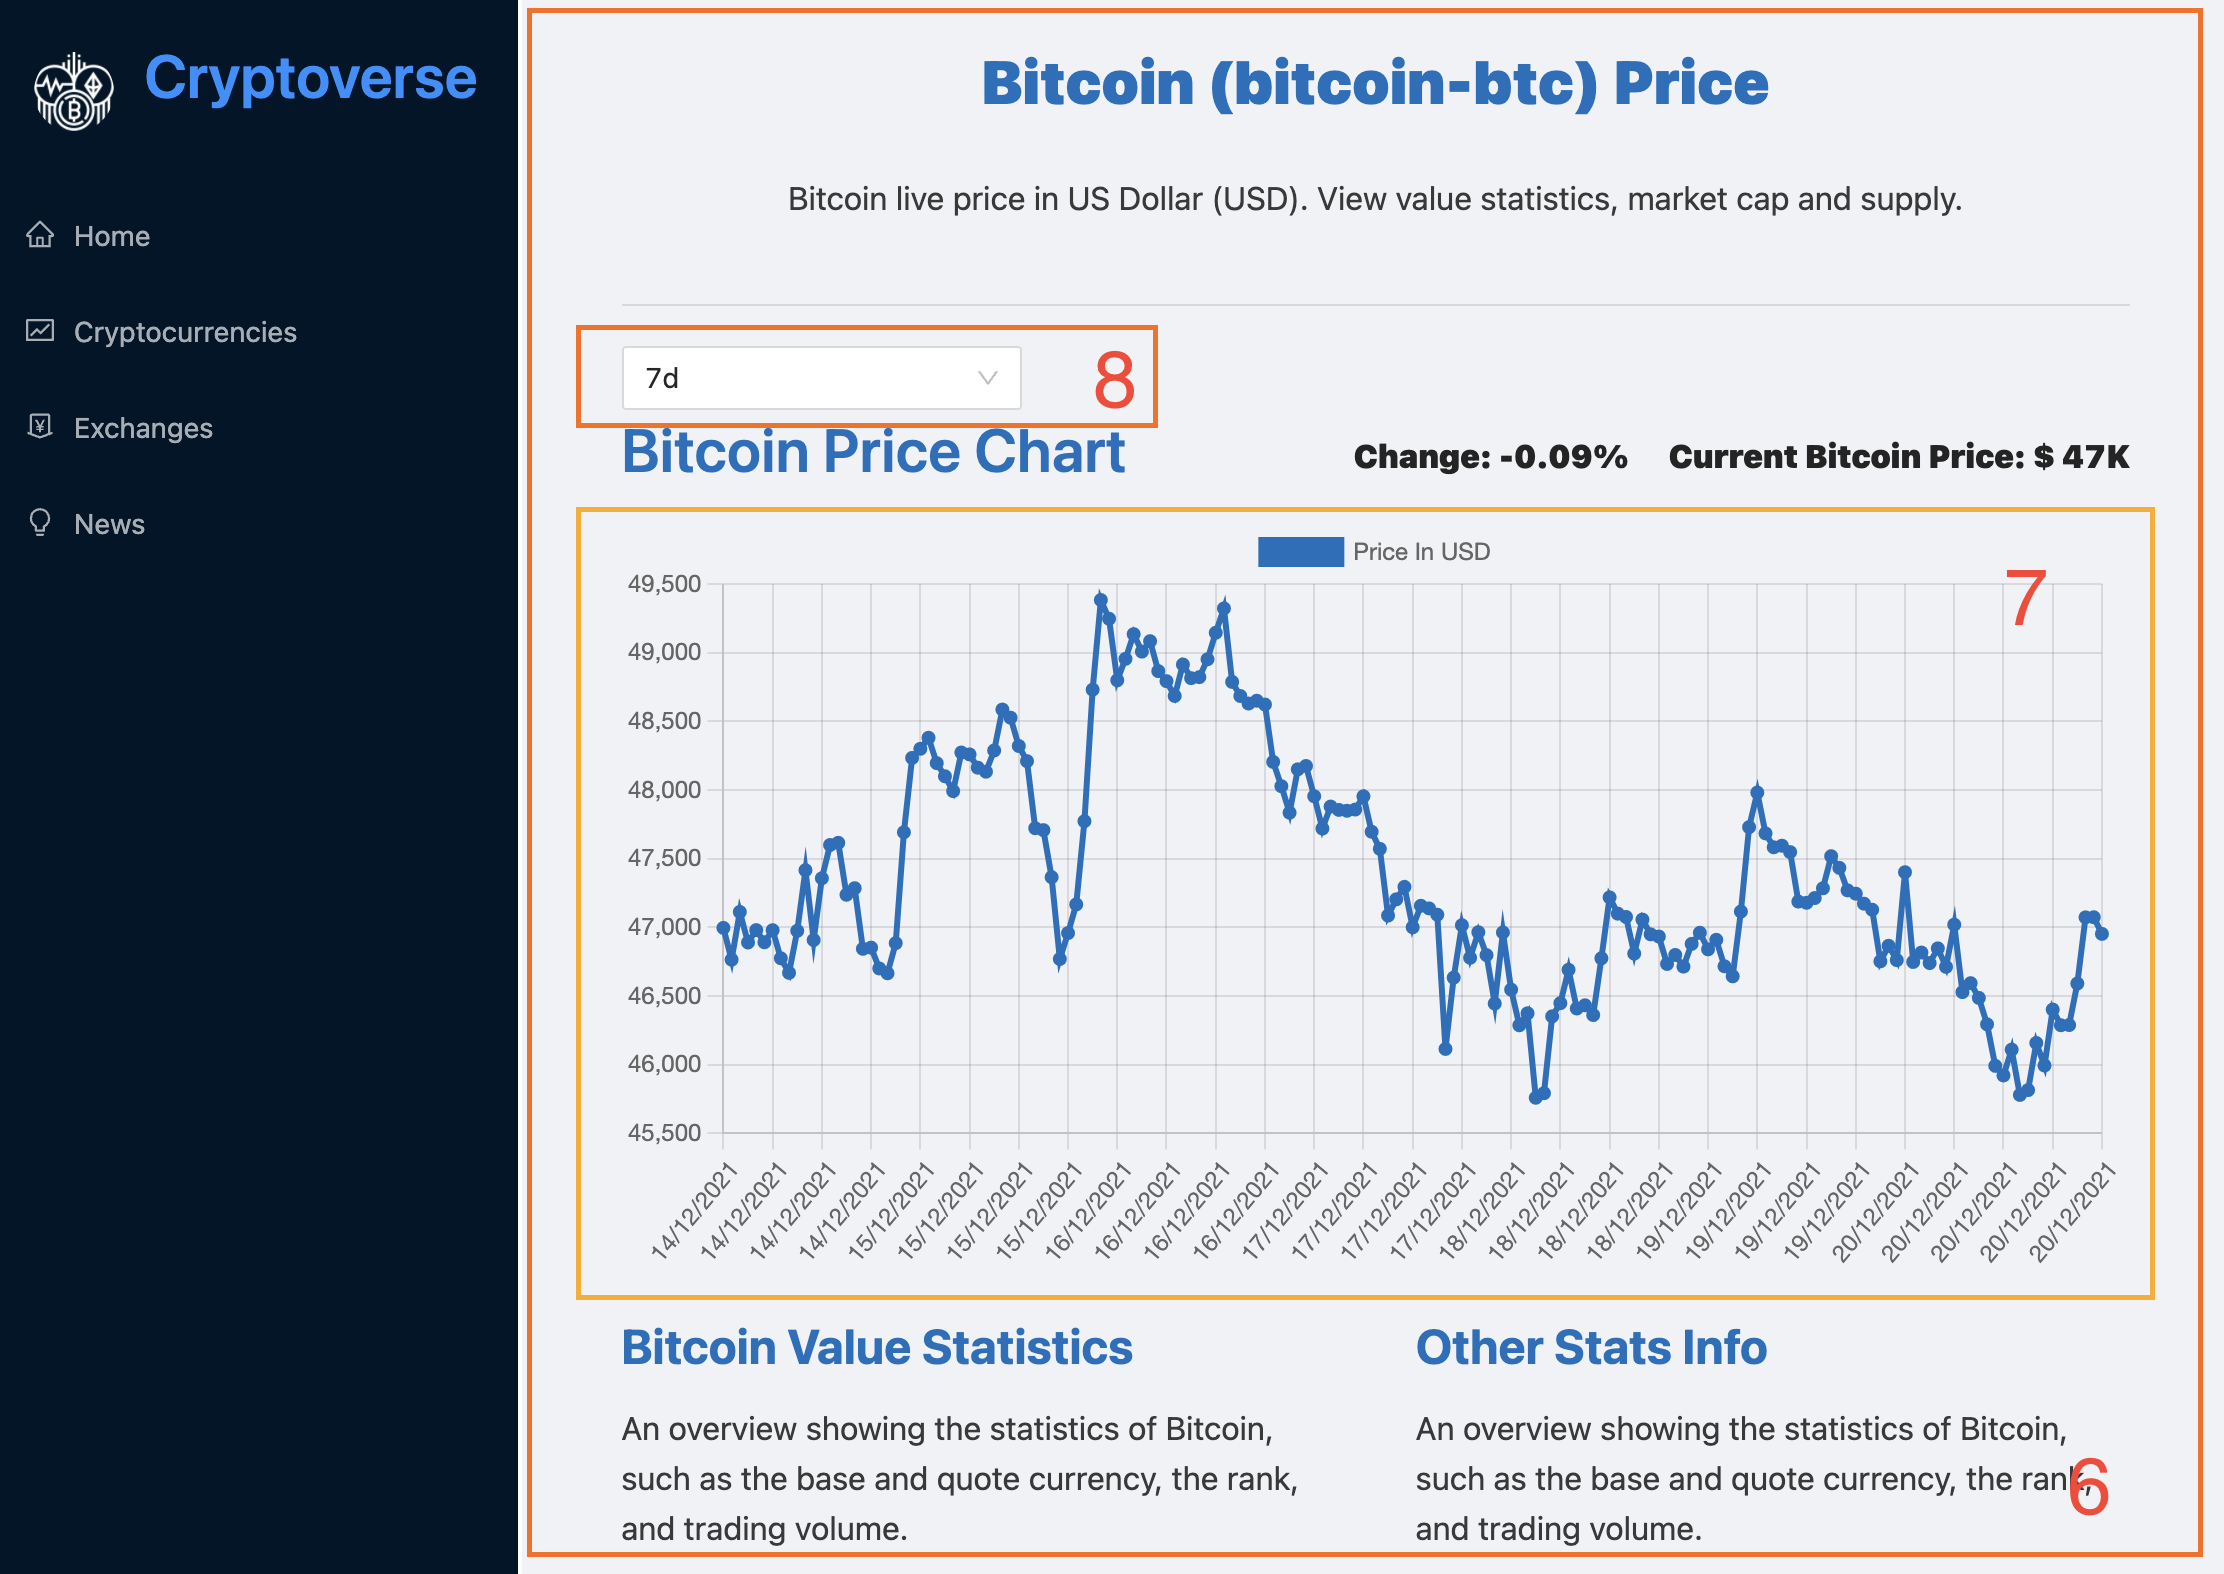 Cryptoverse
Home
Cryptocurrencies
Exchanges
News
Bitcoin (bitcoin-btc) Price
Bitcoin live price in US Dollar (USD). View value statistics, market cap and supply.
7d
8
Bitcoin Price Chart
Change: -0.09%
Current Bitcoin Price: $ 47K
Price In USD
7
49,500
49,000
48,500
48,000
47,500
47,000
46,500
46,000
45,500
14/12/2021
14/12/2021
14/12/2021
14/12/2021
15/12/2021
15/12/2021
15/12/2021
15/12/2021
16/12/2021
16/12/2021
16/12/2021
16/12/2021
17/12/2021
17/12/2021
17/12/2021
17/12/2021
18/12/2021
18/12/2021
18/12/2021
18/12/2021
19/12/2021
19/12/2021
19/12/2021
19/12/2021
20/12/2021
20/12/2021
20/12/2021
20/12/2021
20/12/2021
Bitcoin Value Statistics
An overview showing the statistics of Bitcoin,
such as the base and quote currency, the rank,
and trading volume.
Other Stats Info
An overview showing the statistics of Bitcoin,
such as the base and quote currency, the rank,
and trading volume.
6